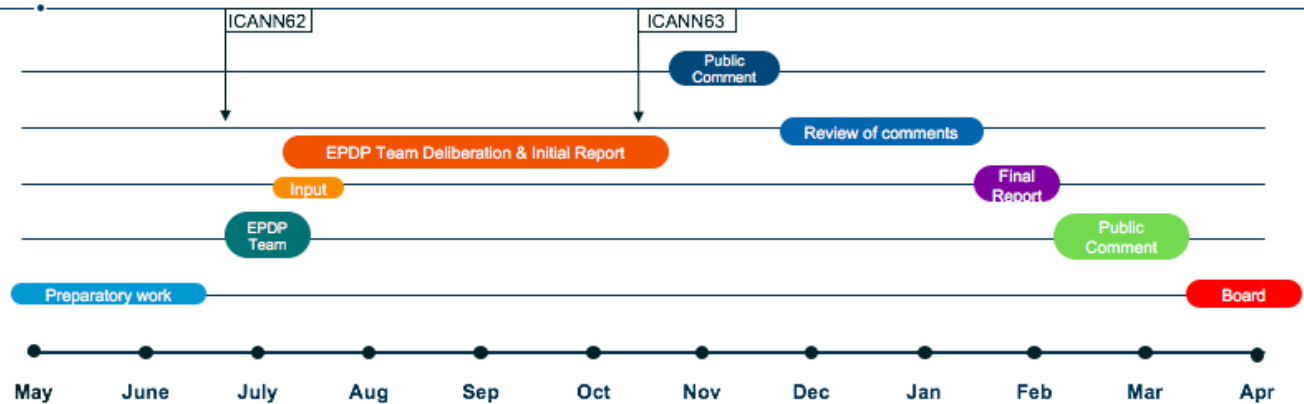 ICANN62
ICANN63
Public
Comment
Review of comments
EPDP Team Deliberation & Initial Report
Input
Final
Report
EPDP
Team
Public
Comment
Preparatory work
Board
May June July Aug Sep Oct Nov Dec Jan Feb Mar Apr